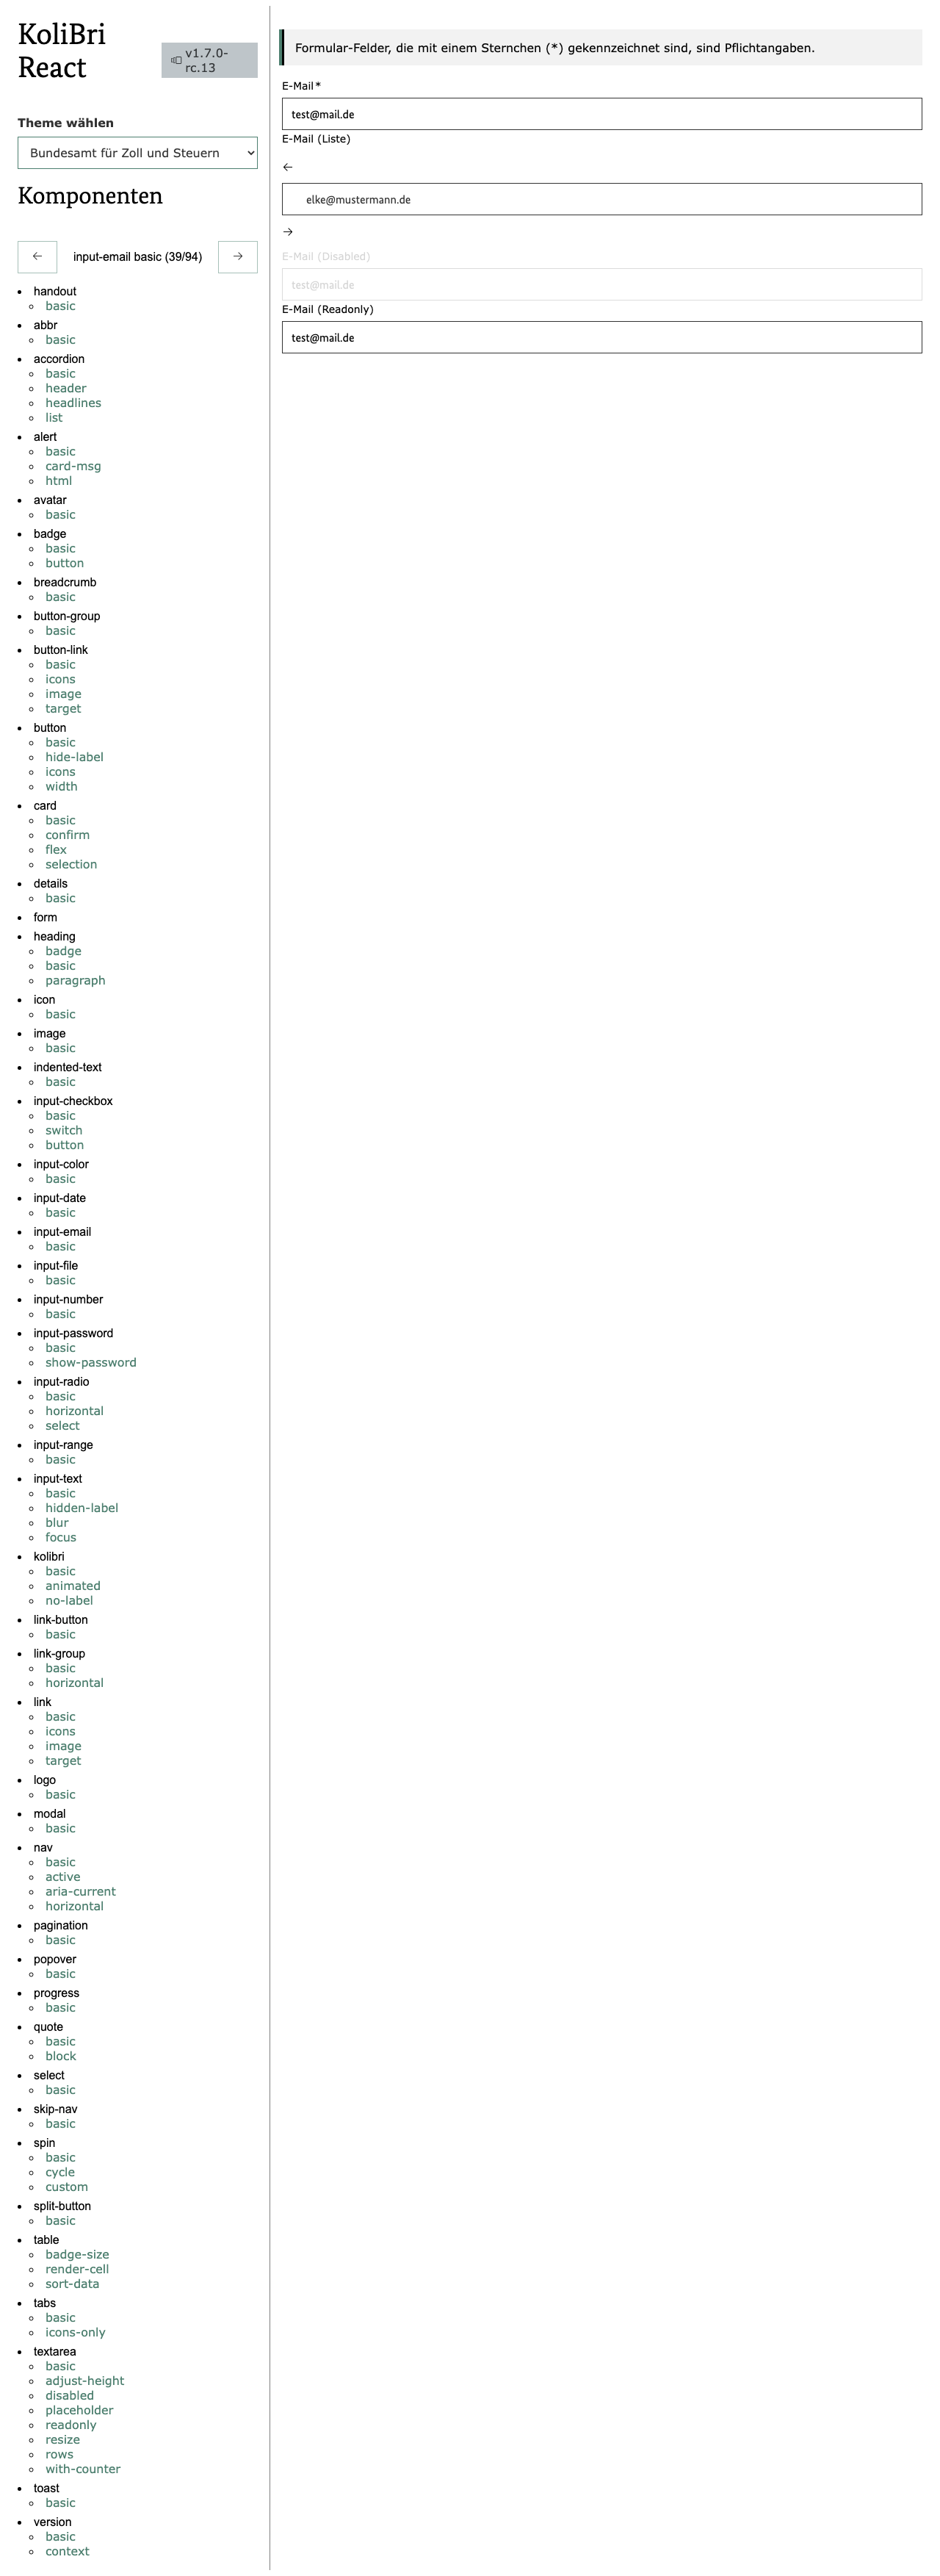 KoliBri
React
v1.7.0-
rc.13
Theme wählen
Bundesamt für Zoll und Steuern
Komponenten
← input-email basic (39/94) →
handout
basic
abbr
basic
accordion
basic
header
headlines
list
alert
basic
card-msg
html
avatar
basic
badge
basic
button
breadcrumb
basic
button-group
basic
button-link
basic
icons
image
target
button
basic
hide-label
icons
width
card
basic
confirm
flex
selection
details
basic
form
heading
badge
basic
paragraph
icon
basic
image
basic
indented-text
basic
input-checkbox
basic
switch
button
input-color
basic
input-date
basic
input-email
basic
input-file
basic
input-number
basic
input-password
basic
show-password
input-radio
basic
horizontal
select
input-range
basic
input-text
basic
hidden-label
blur
focus
kolibri
basic
animated
no-label
link-button
basic
link-group
basic
horizontal
link
basic
icons
image
target
logo
basic
modal
basic
nav
basic
active
aria-current
horizontal
pagination
basic
popover
basic
progress
basic
quote
basic
block
select
basic
skip-nav
basic
spin
basic
cycle
custom
split-button
basic
table
badge-size
render-cell
sort-data
tabs
basic
icons-only
textarea
basic
adjust-height
disabled
placeholder
readonly
resize
rows
with-counter
toast
basic
version
basic
context
Formular-Felder, die mit einem Sternchen (*) gekennzeichnet sind, sind Pflichtangaben.
E-Mail*
test@mail.de
E-Mail (Liste)
←
elke@mustermann.de
→
E-Mail (Disabled)
test@mail.de
E-Mail (Readonly)
test@mail.de